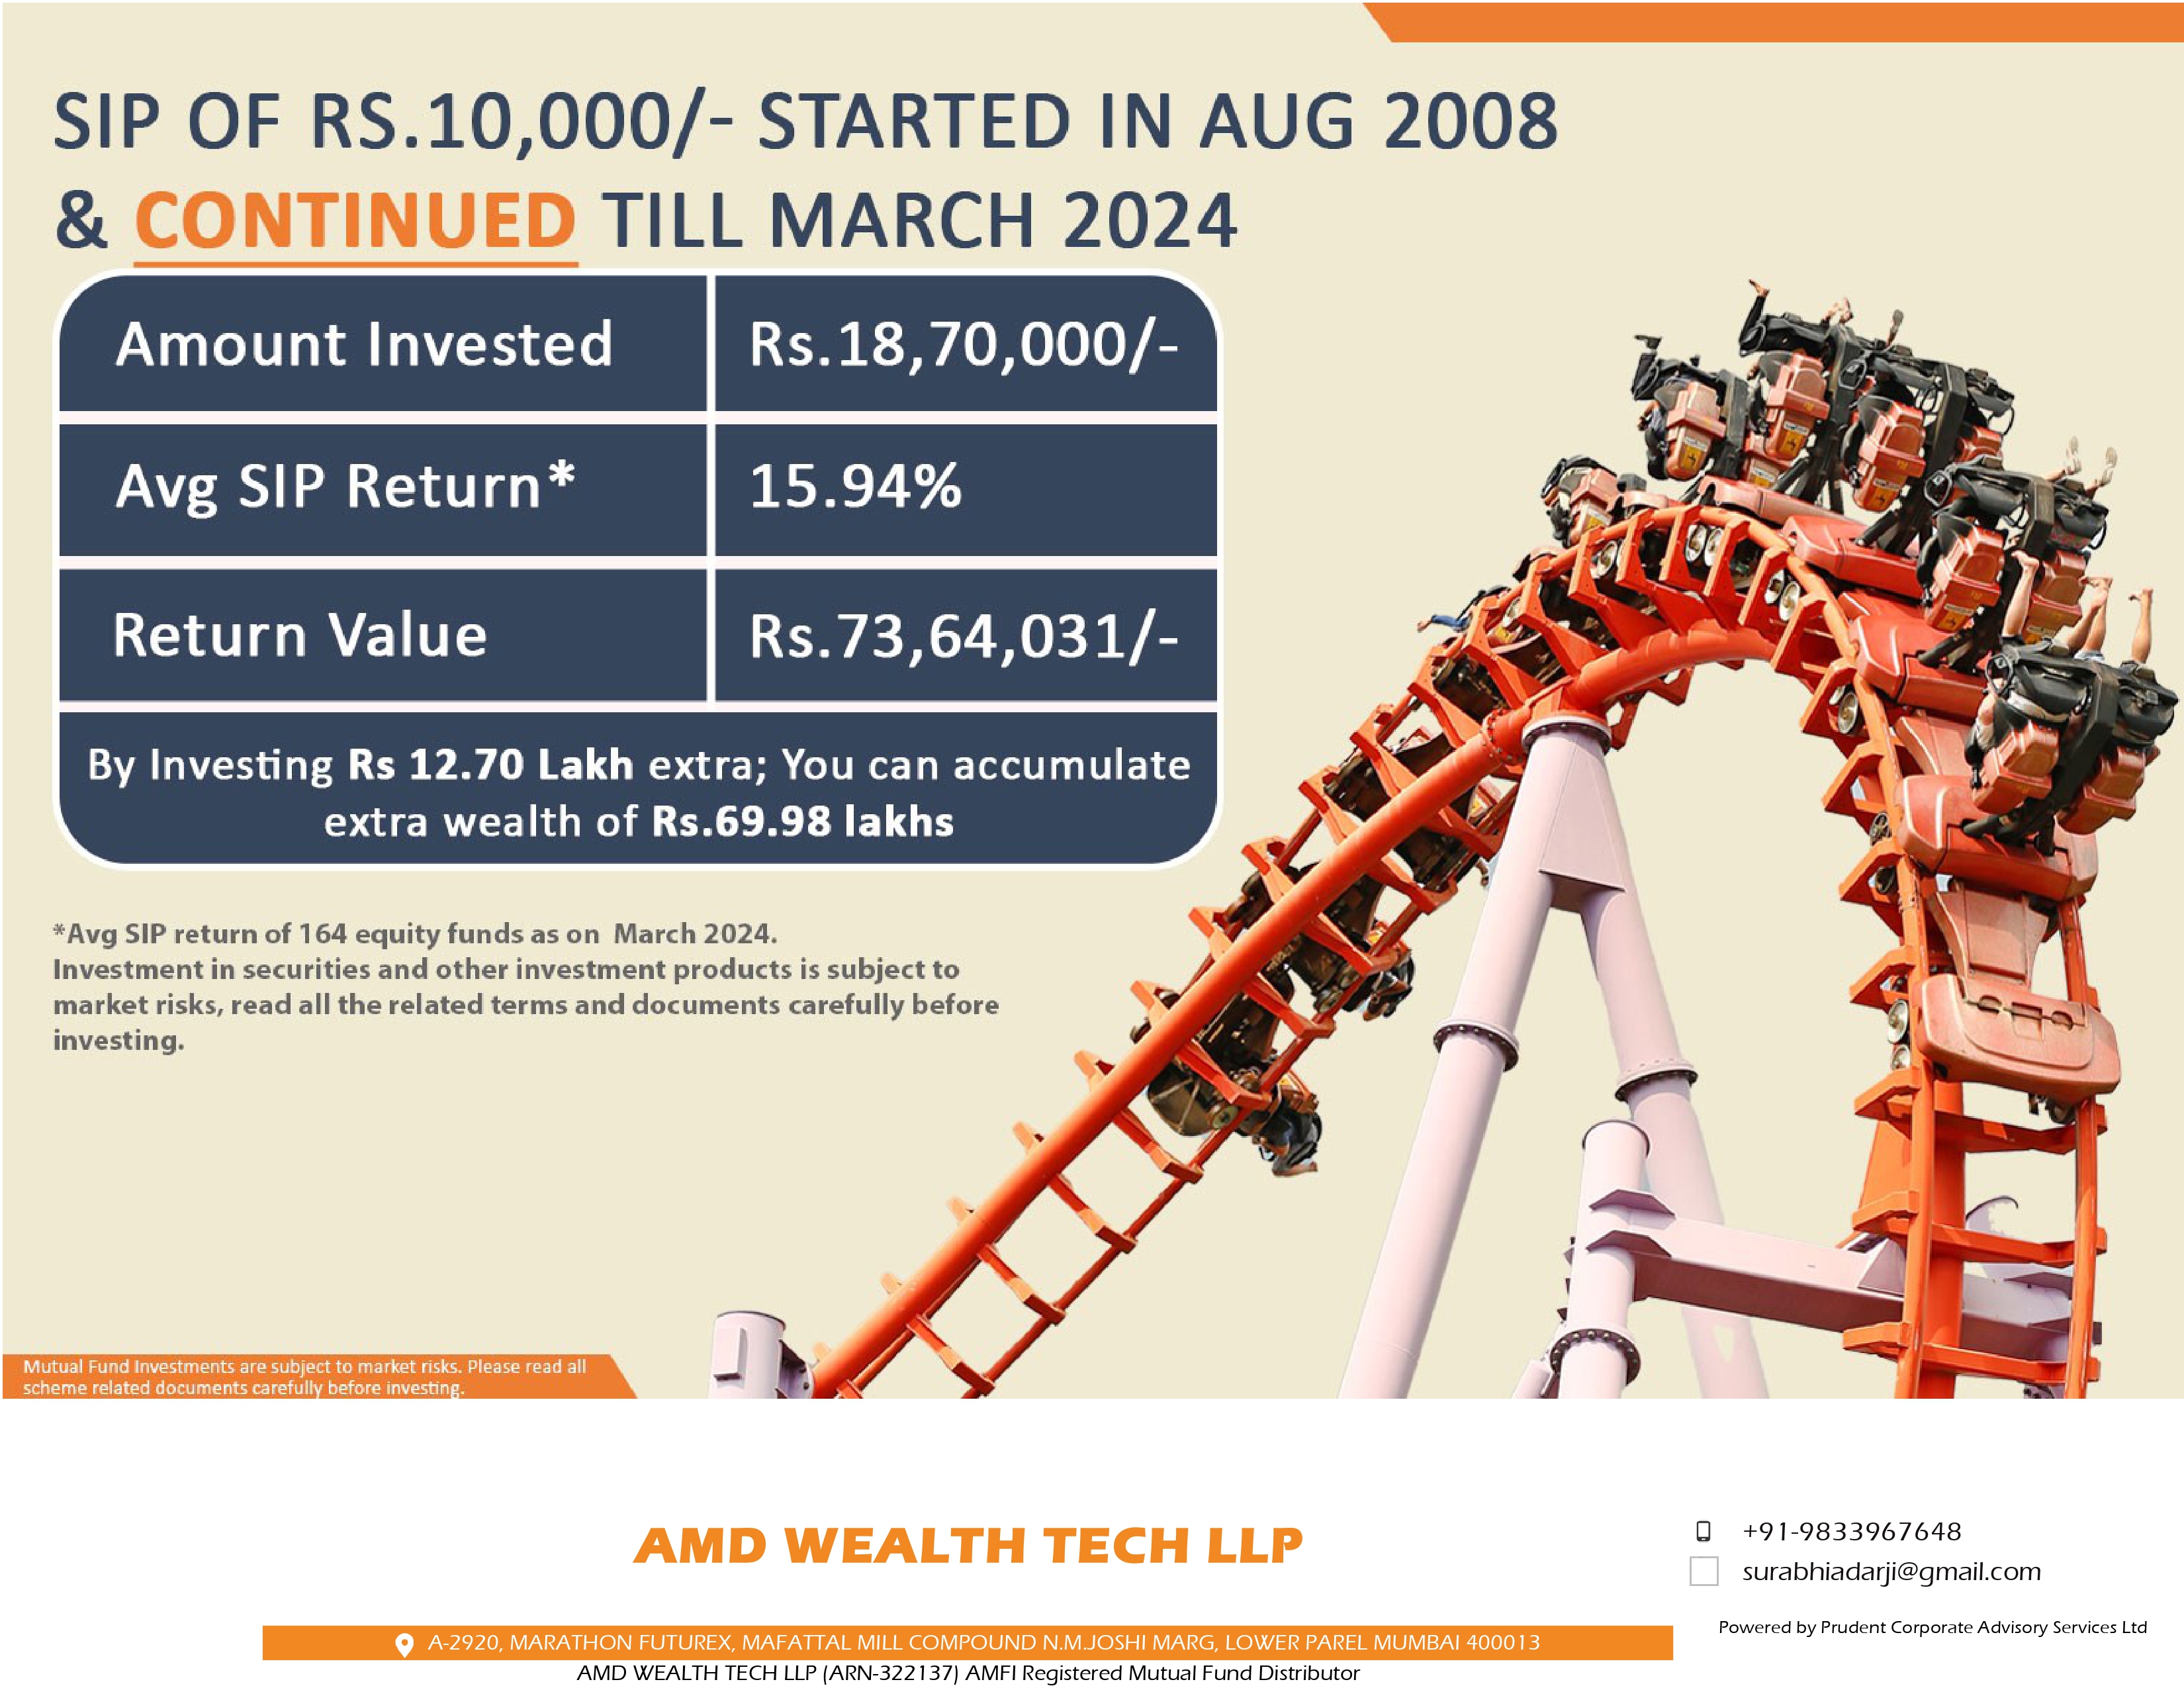 SIP OF RS.10,000/- STARTED IN AUG 2008
& CONTINUED TILL MARCH 2024
Amount Invested Rs.18,70,000/-
Avg SIP Return* 15.94%
Return Value Rs.73,64,031/-
By Investing Rs 12.70 Lakh extra; You can accumulate
extra wealth of Rs.69.98 lakhs
*Avg SIP return of 164 equity funds as on March 2024.
Investment in securities and other investment products is subject to
market risks, read all the related terms and documents carefully before
investing.
Mutual Fund Investments are subject to market risks. Please read all
scheme related documents carefully before investing.
AMD WEALTH TECH LLP
+91-9833967648
surabhiadarji@gmail.com
Powered by Prudent Corporate Advisory Services Ltd
A-2920, MARATHON FUTUREX, MAFATTAL MILL COMPOUND N.M.JOSHI MARG, LOWER PAREL MUMBAI 400013
AMD WEALTH TECH LLP (ARN-322137) AMFI Registered Mutual Fund Distributor